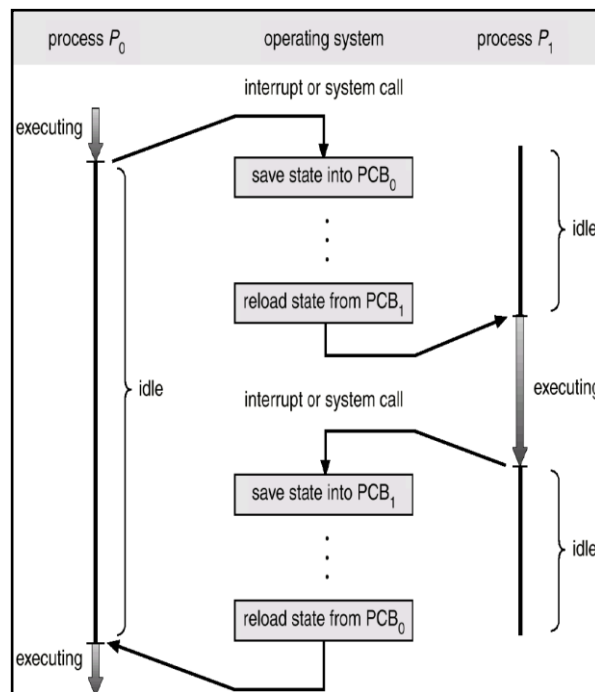 process P0 operating system process P1
interrupt or system call
executing
save state into PCB0
idle
reload state from PCB1
idle
interrupt or system call
executing
save state into PCB1
idle
reload state from PCB0
executing